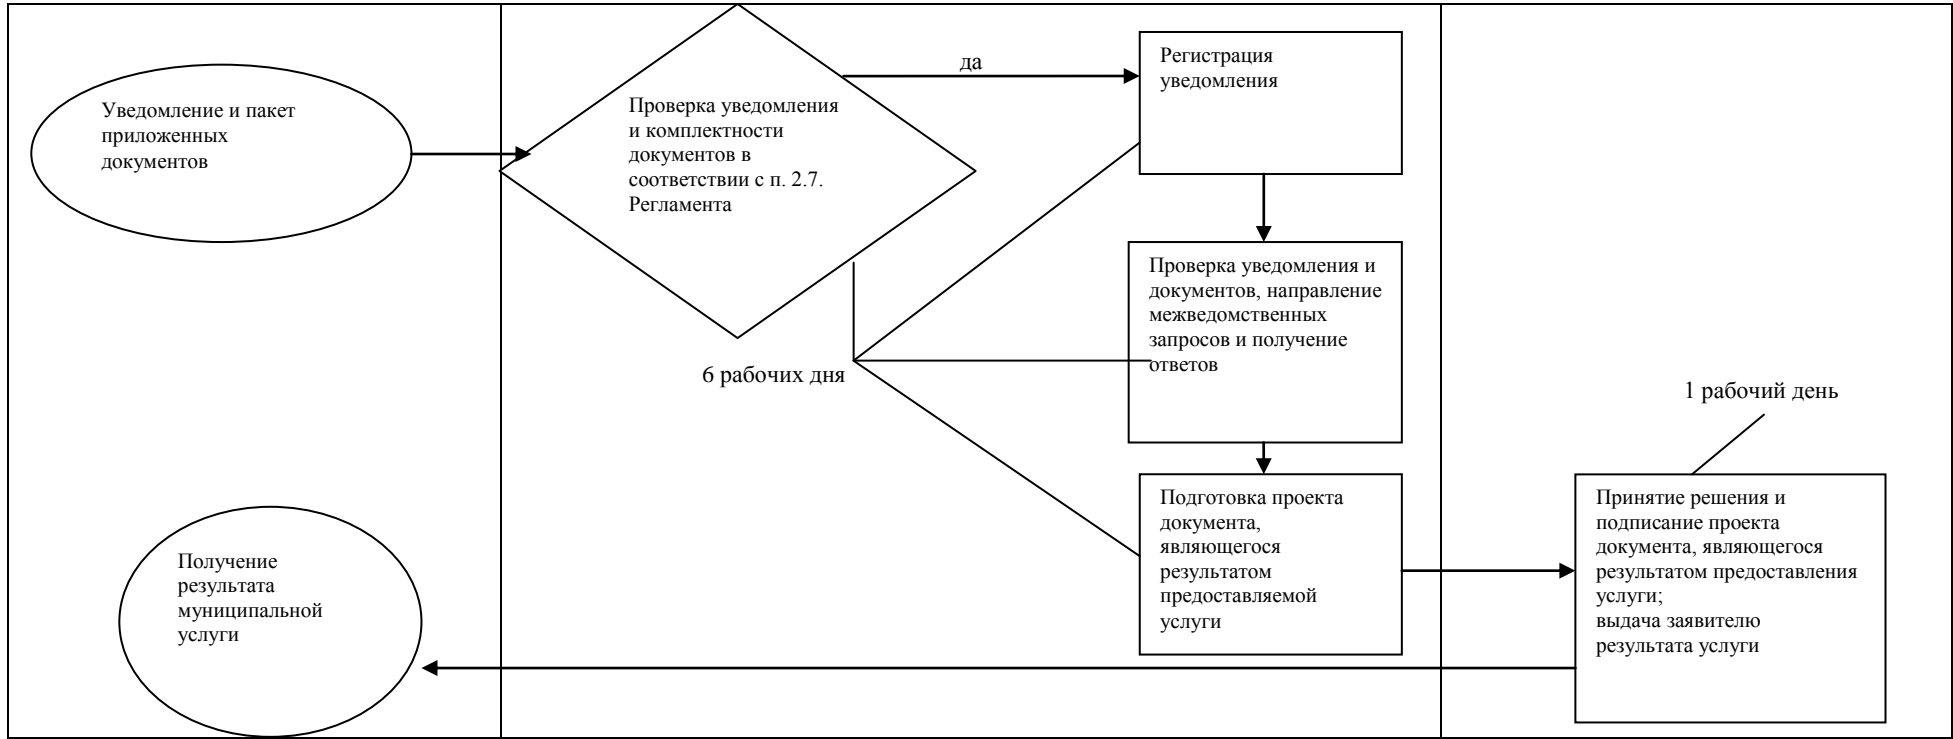 Уведомление и пакет
приложенных
документов
Проверка уведомления
и комплектности
документов в
соответствии с п. 2.7.
Регламента
да
Регистрация
уведомления
Проверка уведомления и
документов, направление
межведомственных
запросов и получение
ответов
6 рабочих дня
Подготовка проекта
документа,
являющегося
результатом
предоставляемой
услуги
1 рабочий день
Принятие решения и
подписание проекта
документа, являющегося
результатом предоставления
услуги;
выдача заявителю
результата услуги
Получение
результата
муниципальной
услуги